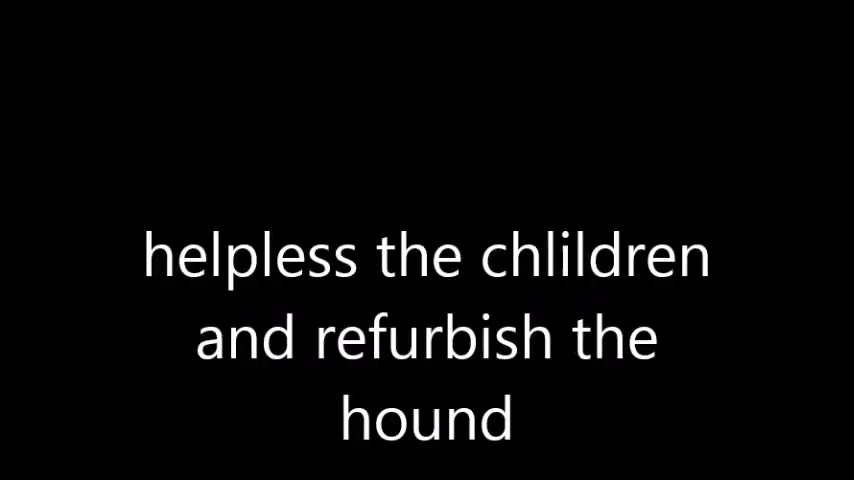 helpless the chlildren
and refurbish the
hound